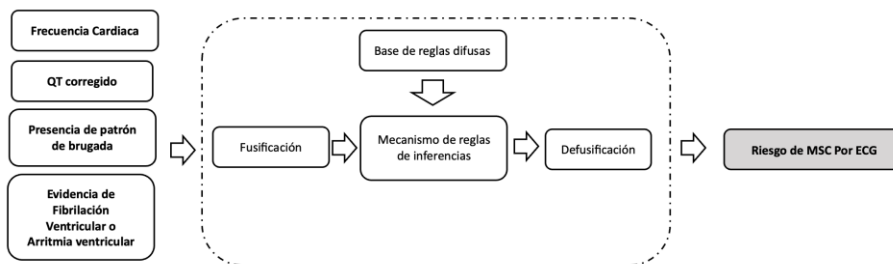 Frecuencia Cardiaca
QT corregido
Presencia de patrón
de brugada
Evidencia de
Fibrilación
Ventricular o
Arritmia ventricular
Base de reglas difusas
Fusificación
Mecanismo de reglas
de inferencias
Defusificación
Riesgo de MSC Por ECG